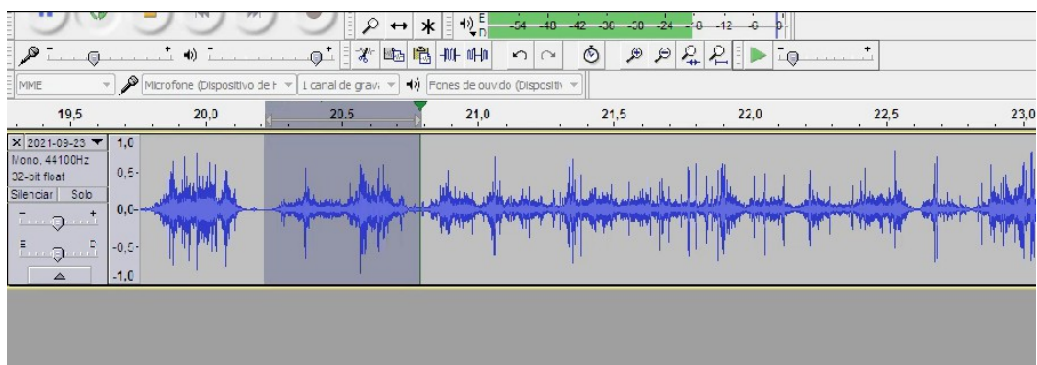 E
D
-54 -48 -42 -36 -30 -24 -18 -12 -6 0
MME
Microfone (Dispositivo de
1 canal de grav.
Fones de ouvido (Dispositiv
19,5 20,0 20,5 21,0 21,5 22,0 22,5 23,0
2021-09-23
Mono, 44100Hz
32-bit float
Silenciar Solo
- +
E D
1,0
0,5-
0,0-
-0,5-
-1,0